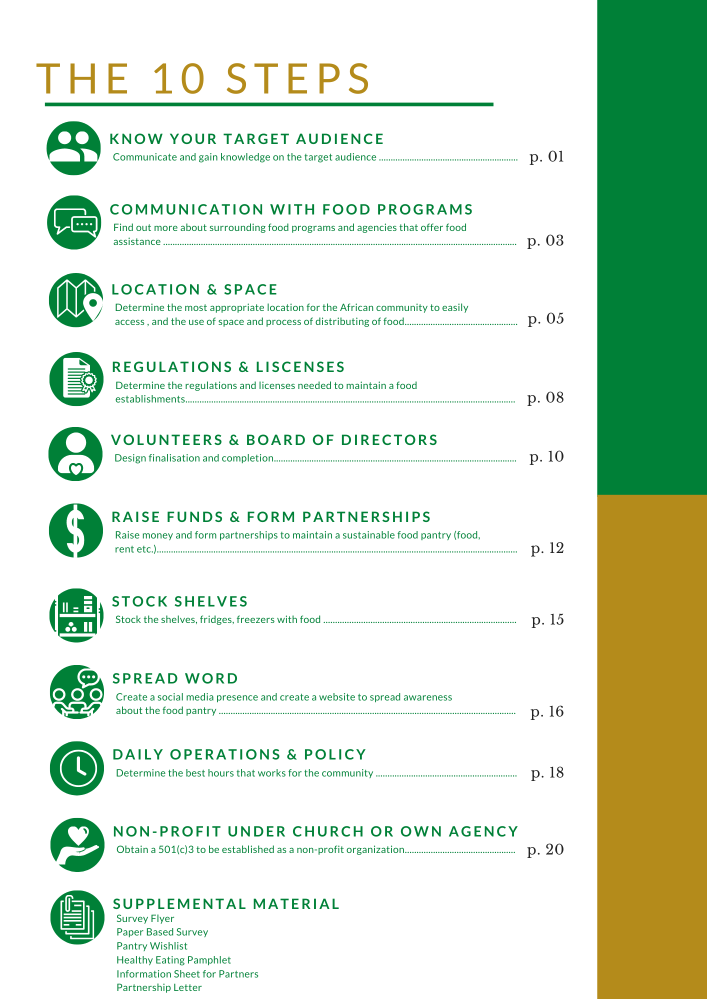 THE 10 STEPS
KNOW YOUR TARGET AUDIENCE
Communicate and gain knowledge on the target audience ........................................................... p. 01
COMMUNICATION WITH FOOD PROGRAMS
Find out more about surrounding food programs and agencies that offer food
assistance ...................................................................................................................................................... p. 03
LOCATION & SPACE
Determine the most appropriate location for the African community to easily
access , and the use of space and process of distributing of food................................................ p. 05
REGULATIONS & LISCENSES
Determine the regulations and licenses needed to maintain a food
establishments............................................................................................................................................ p. 08
VOLUNTEERS & BOARD OF DIRECTORS
Design finalisation and completion....................................................................................................... p. 10
RAISE FUNDS & FORM PARTNERSHIPS
Raise money and form partnerships to maintain a sustainable food pantry (food,
rent etc.)......................................................................................................................................................... p. 12
STOCK SHELVES
Stock the shelves, fridges, freezers with food .................................................................................. p. 15
SPREAD WORD
Create a social media presence and create a website to spread awareness
about the food pantry .............................................................................................................................. p. 16
DAILY OPERATIONS & POLICY
Determine the best hours that works for the community ............................................................ p. 18
NON-PROFIT UNDER CHURCH OR OWN AGENCY
Obtain a 501(c)3 to be established as a non-profit organization............................................... p. 20
SUPPLEMENTAL MATERIAL
Survey Flyer
Paper Based Survey
Pantry Wishlist
Healthy Eating Pamphlet
Information Sheet for Partners
Partnership Letter